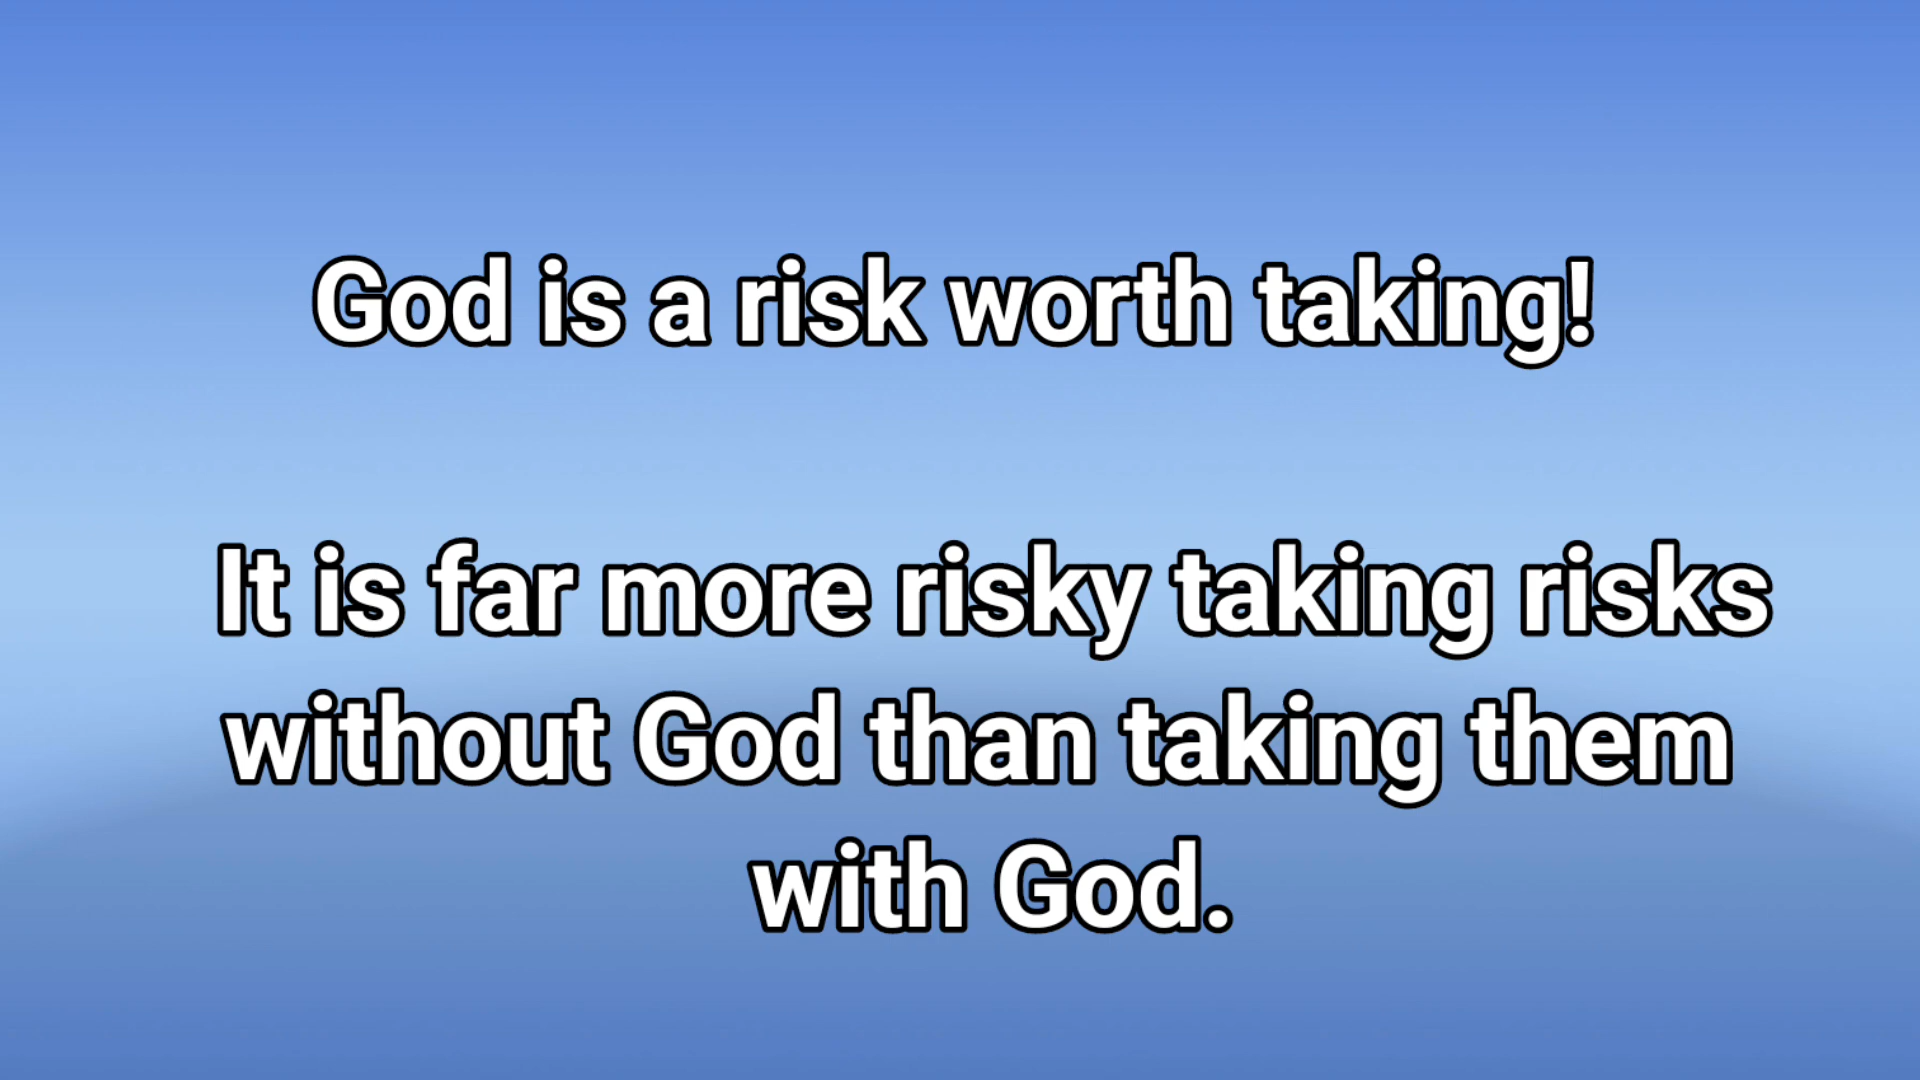 God is a risk worth taking!
It is far more risky taking risks
without God than taking them
with God.